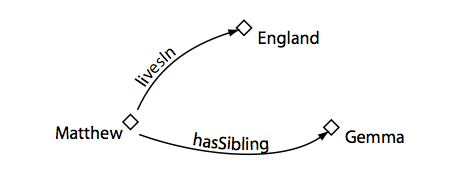 England
livesIn
Matthew
hasSibling
Gemma